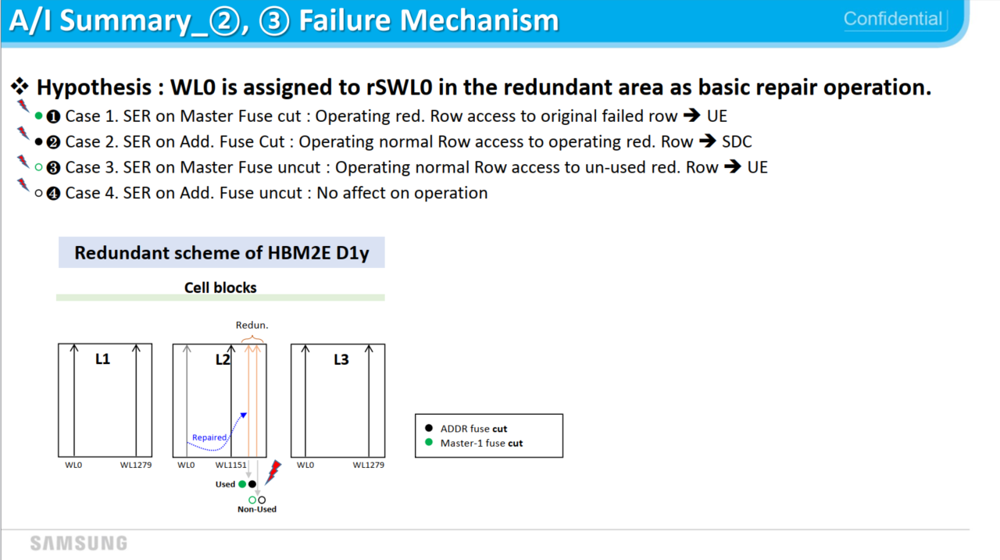 A/I Summary_②, ③ Failure Mechanism
Confidential
❖ Hypothesis : WL0 is assigned to rSWL0 in the redundant area as basic repair operation.
❶ Case 1. SER on Master Fuse cut : Operating red. Row access to original failed row ➔ UE
❷ Case 2. SER on Add. Fuse Cut : Operating normal Row access to operating red. Row ➔ SDC
❸ Case 3. SER on Master Fuse uncut : Operating normal Row access to un-used red. Row ➔ UE
❹ Case 4. SER on Add. Fuse uncut : No affect on operation
Redundant scheme of HBM2E D1y
Cell blocks
Redun.
L1
L2
L3
Repaired
WL0 WL1279
WL0 WL1151
WL0 WL1279
Used
Non-Used
ADDR fuse cut
Master-1 fuse cut
SAMSUNG